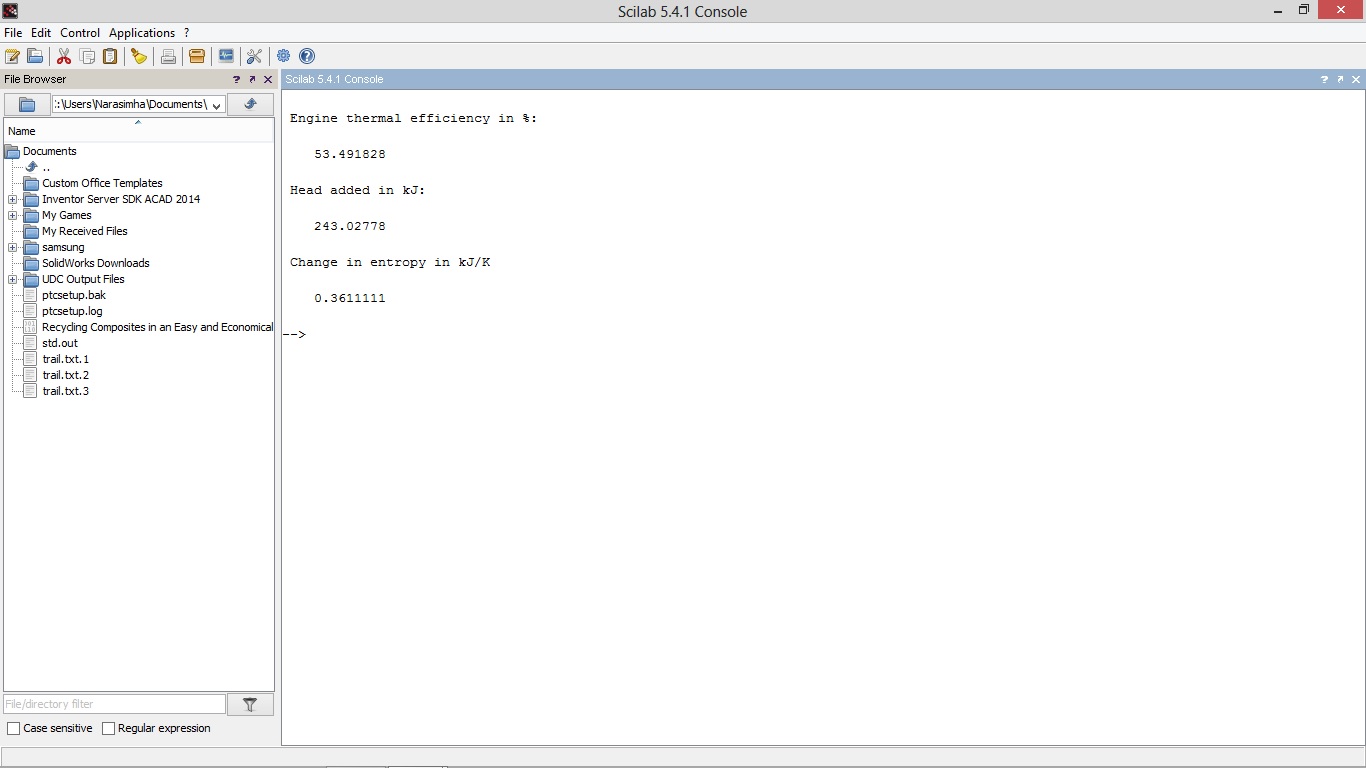 Scilab 5.4.1 Console
File Edit Control Applications ?
File Browser ? 
Scilab 5.4.1 Console ?
:\Users\Narasimha\Documents\
Name
Documents
..
Custom Office Templates
Inventor Server SDK ACAD 2014
My Games
My Received Files
samsung
SolidWorks Downloads
UDC Output Files
ptcsetup.bak
ptcsetup.log
Recycling Composites in an Easy and Economical
std.out
trail.txt.1
trail.txt.2
trail.txt.3
File/directory filter
Case sensitive Regular expression
Engine thermal efficiency in %:
53.491828
Head added in kJ:
243.02778
Change in entropy in kJ/K
0.3611111
-->